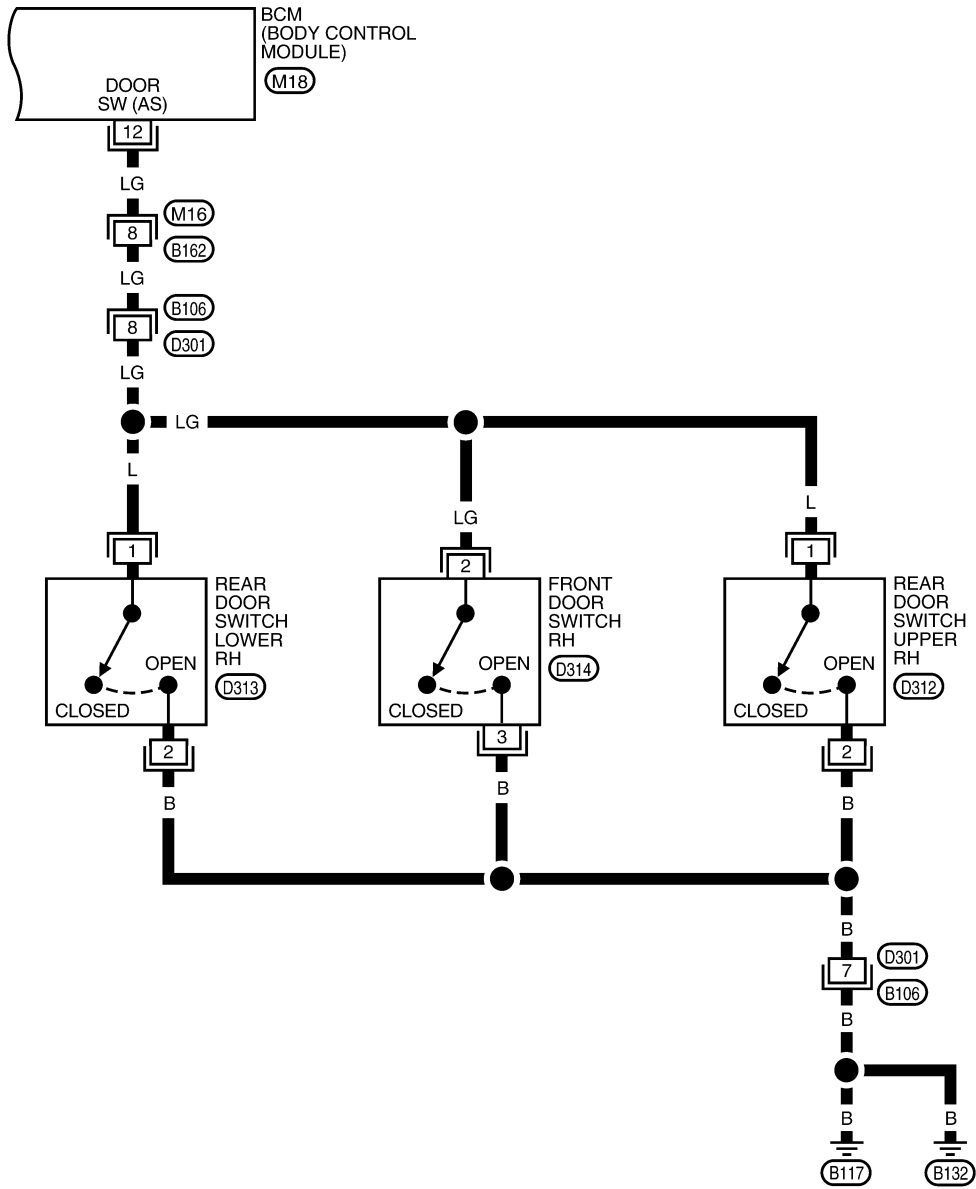 BCM
(BODY CONTROL
MODULE)
M18
DOOR
SW (AS)
12
LG
M16
8
B162
LG
B106
8
D301
LG
LG
L
LG
L
1
2
1
REAR
DOOR
SWITCH
LOWER
RH
D313
OPEN
CLOSED
FRONT
DOOR
SWITCH
RH
D314
OPEN
CLOSED
REAR
DOOR
SWITCH
UPPER
RH
D312
OPEN
CLOSED
2
3
2
B
B
B
B
D301
7
B106
B
B
B
B117
B132